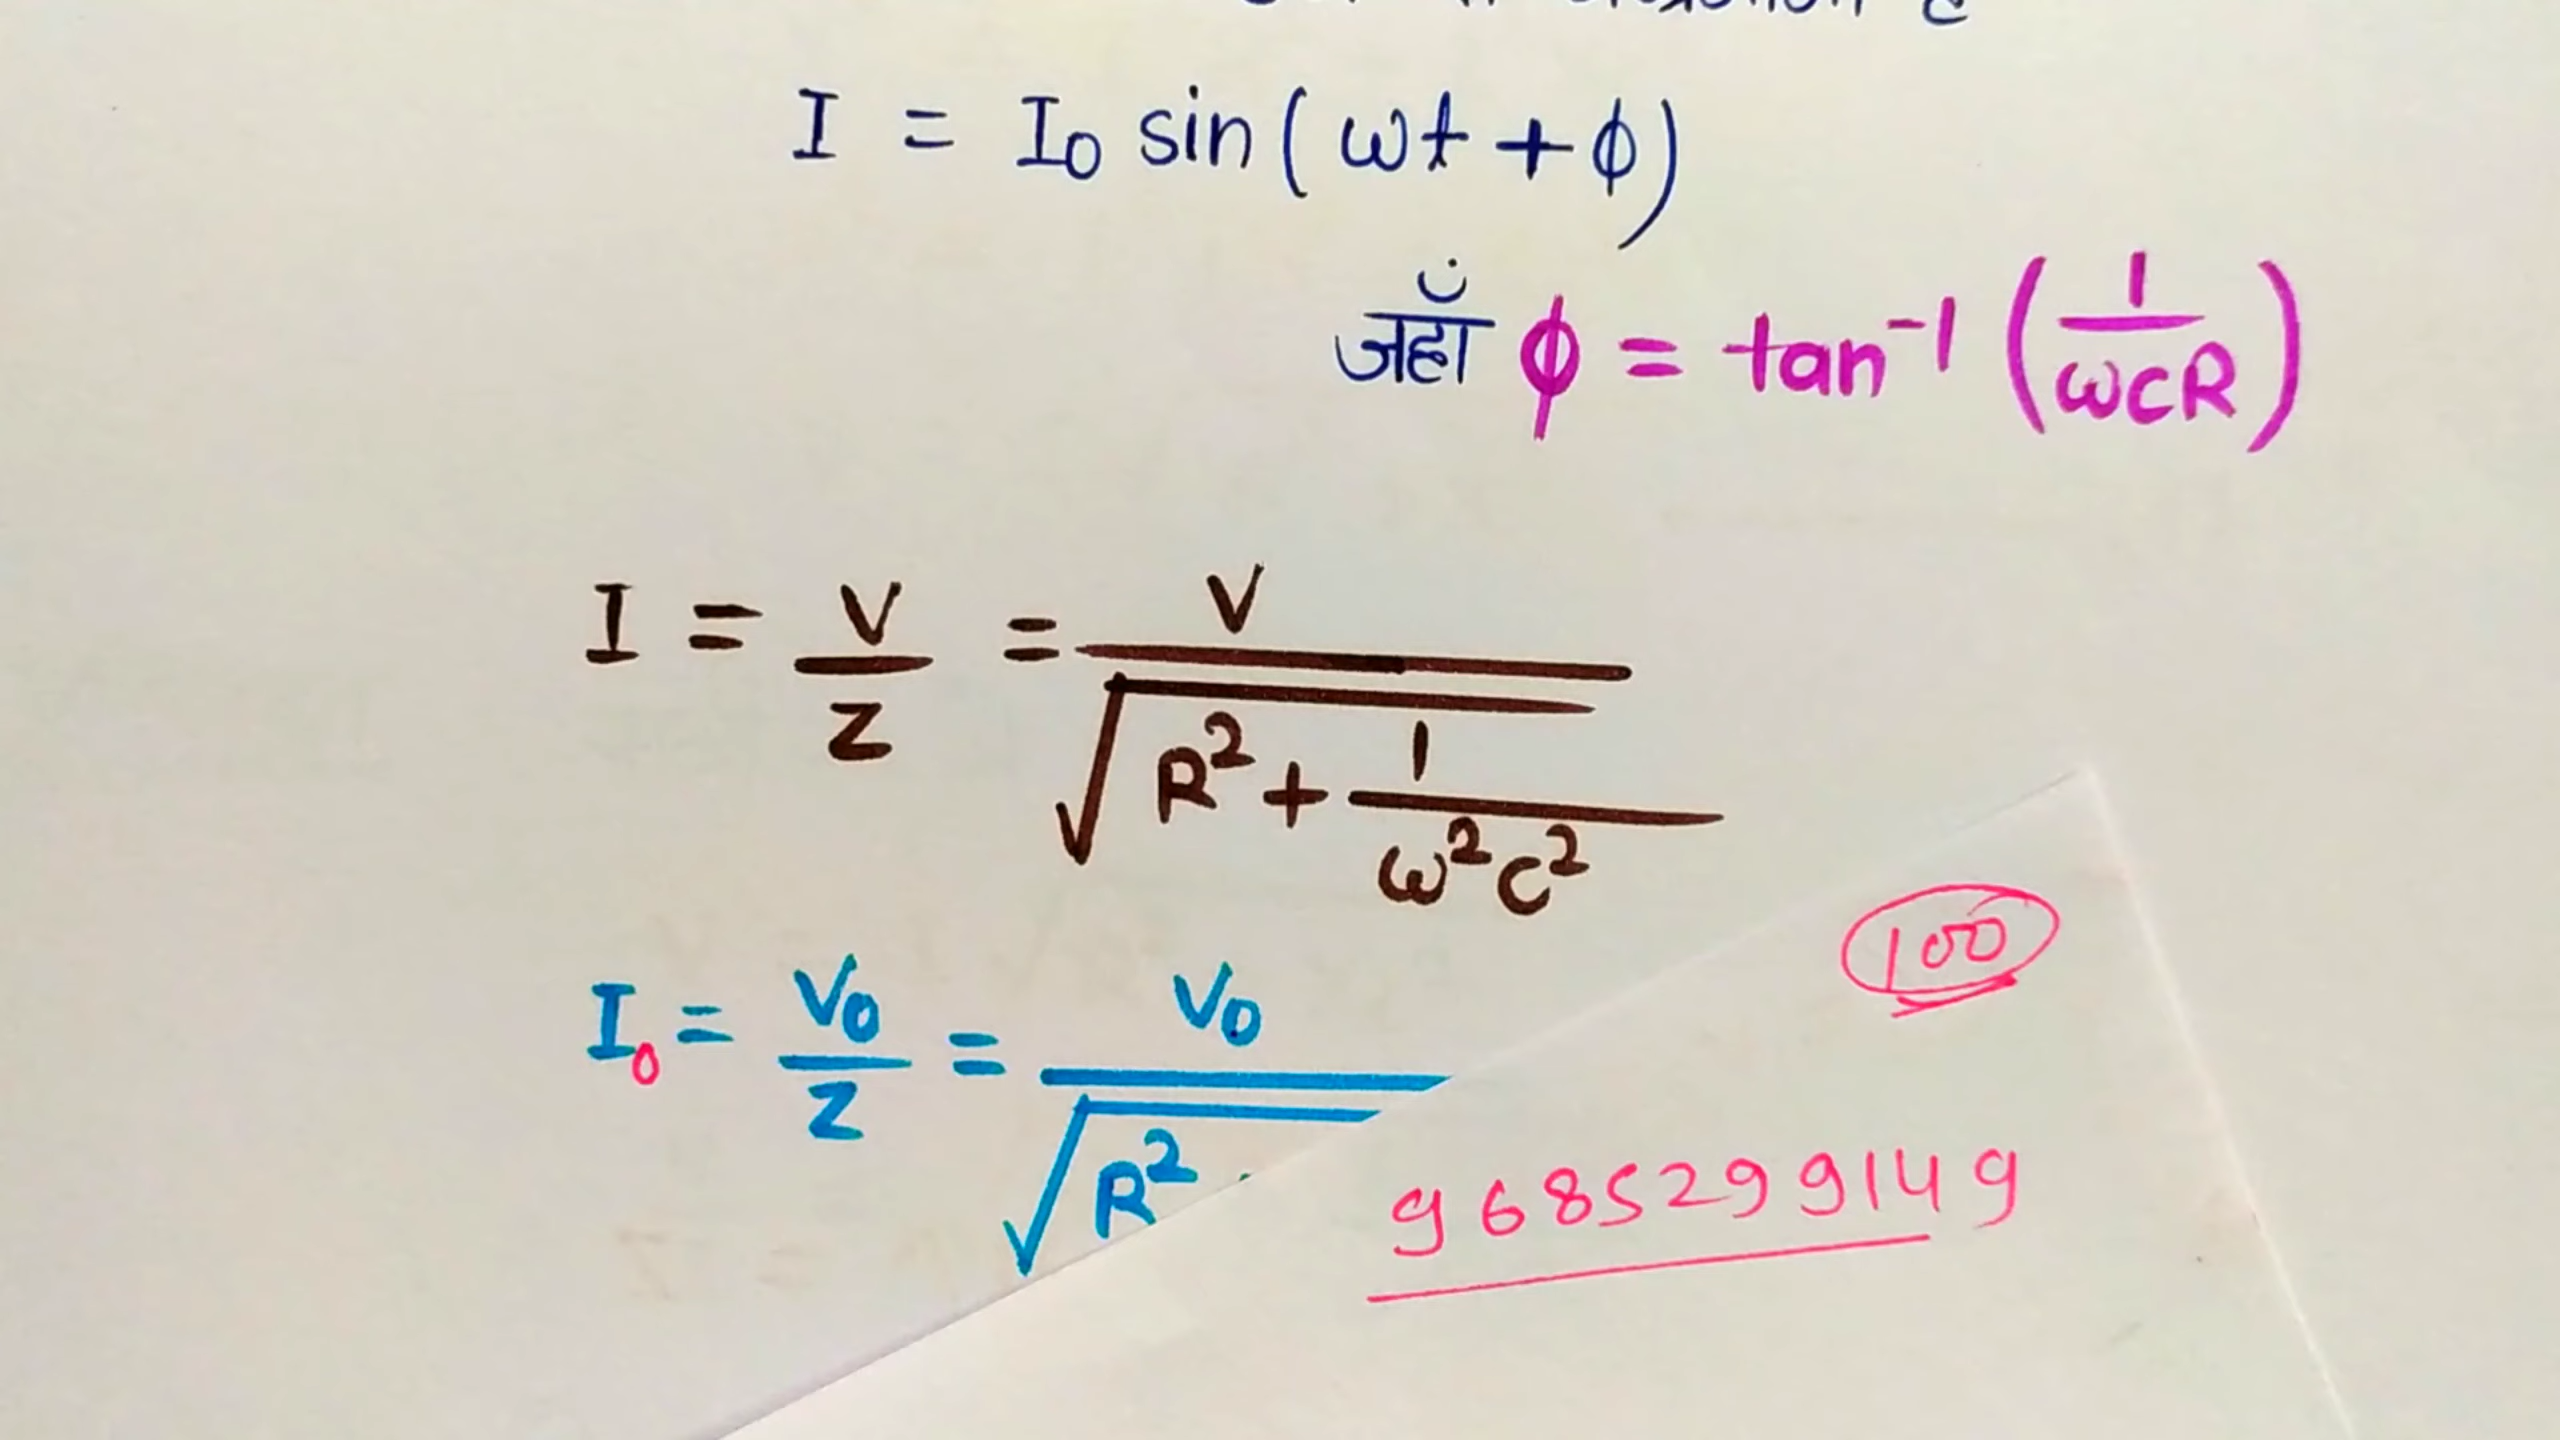 है
I = I₀ sin(ωt + φ)
जहाँ φ = tan⁻¹ (1/ωCR)
I = V/Z = V/√(R² + 1/ω²C²)
I₀ = V₀/Z = V₀/√R²
100
9685299149